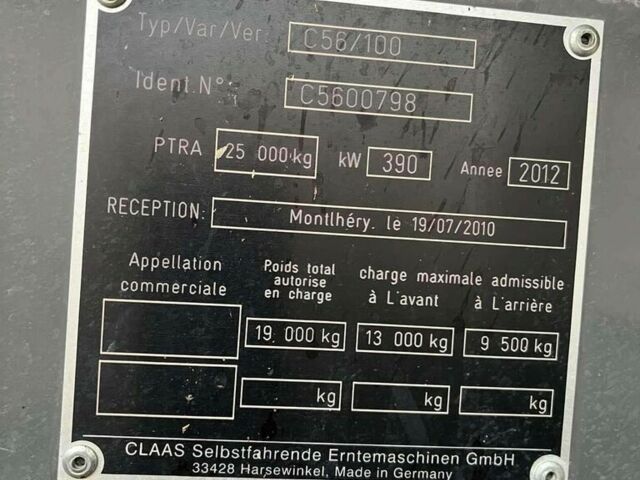 Typ/Var/Ver. C56/100
Ident.N° C5600798
PTRA 25 000 kg kW 390 Annee 2012
RECEPTION: Montlhéry. le 19/07/2010
Appellation commerciale
Poids total autorise en charge
charge maximale admissible
à L'avant à L'arrière
19. 000 kg 13 000 kg 9 500 kg
kg kg kg
CLAAS Selbstfahrende Erntemaschinen GmbH
33428 Harsewinkel, Made in Germany